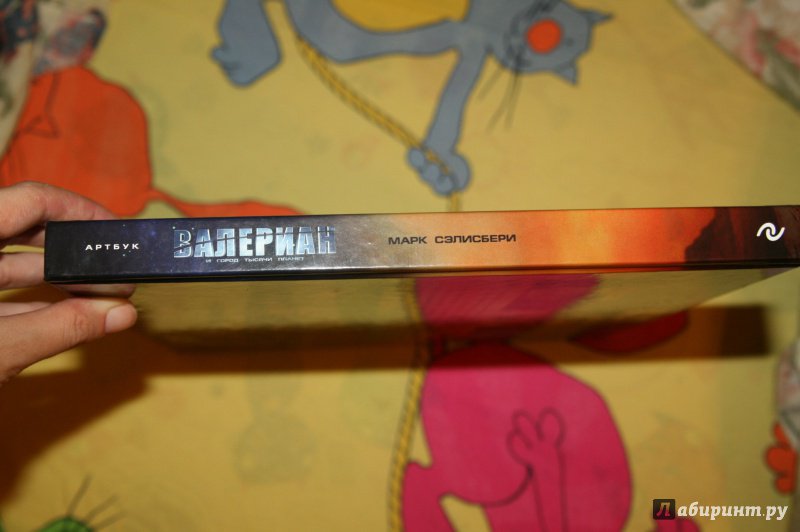 АРТБУК
ВАЛЕРИАН
И ГОРОД ТЫСЯЧИ ПЛАНЕТ
МАРК СЭЛИСБЕРИ
Лабиринт.ру